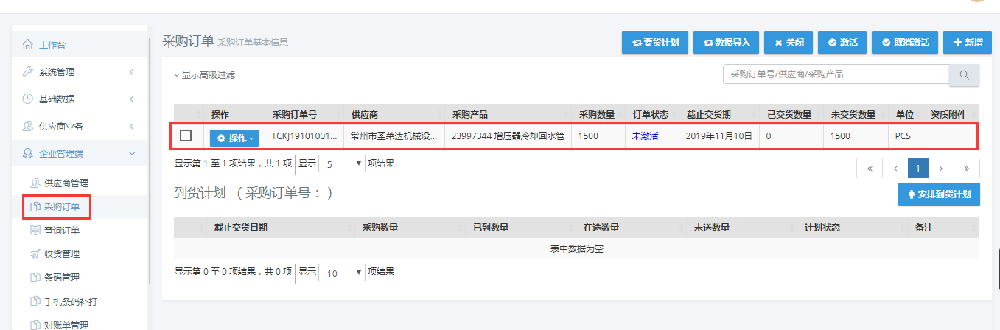 工作台
系统管理
基础数据
供应商业务
企业管理端
供应商管理
采购订单
查询订单
收货管理
条码管理
手机条码补打
对账单管理
采购订单 采购订单基本信息
要货计划 数据导入 关闭 激活 取消激活 新增
显示高级过滤
采购订单号/供应商/采购产品
操作 采购订单号 供应商 采购产品 采购数量 订单状态 截止交货期 已交货数量 未交货数量 单位 资质附件
操作 TCKJ19101001... 常州市圣莱达机械设... 23997344 增压器冷却回水管 1500 未激活 2019年11月10日 0 1500 PCS
显示第 1 至 1 项结果，共 1 项 显示 5 项结果
« ‹ 1 › »
到货计划 （ 采购订单号： ）
安排到货计划
截止交货日期 采购数量 已到数量 在途数量 未送数量 计划状态 备注
表中数据为空
显示第 0 至 0 项结果，共 0 项 显示 10 项结果